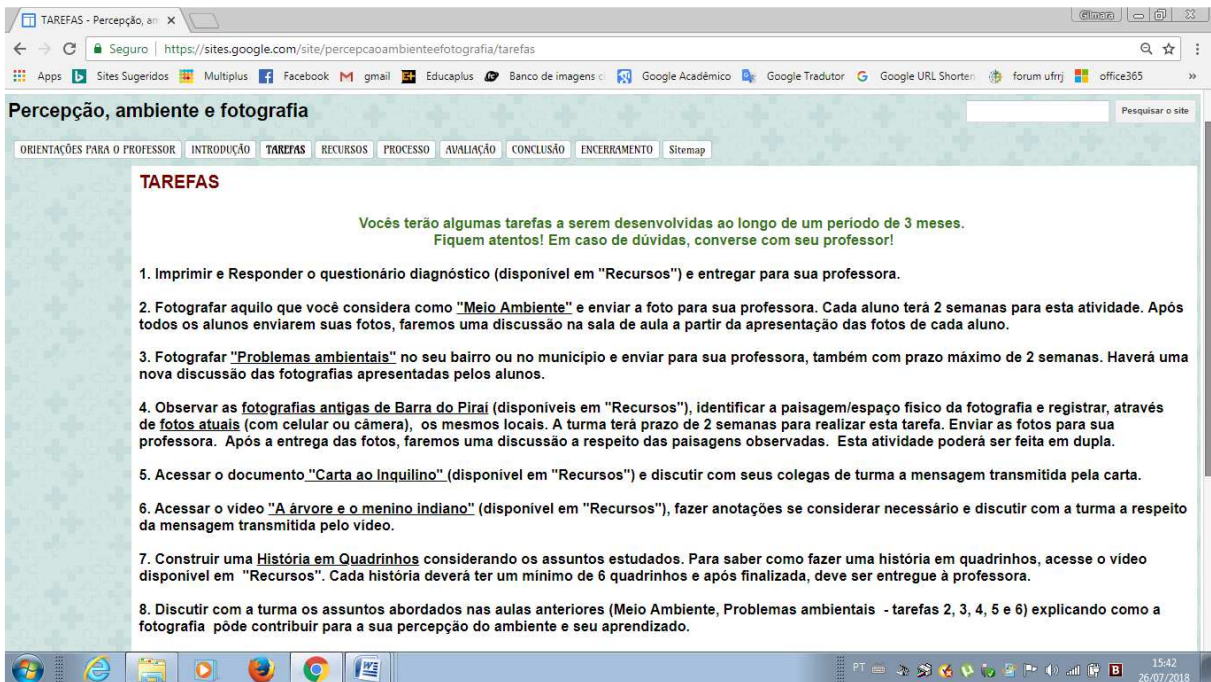 TAREFAS - Percepção, am
Gilmara
Seguro | https://sites.google.com/site/percepcaoambienteefotografia/tarefas
Apps Sites Sugeridos Multiplus Facebook gmail Educaplus Banco de imagens c Google Acadêmico Google Tradutor Google URL Shorten forum ufrrj office365 »
Percepção, ambiente e fotografia
Pesquisar o site
ORIENTAÇÕES PARA O PROFESSOR INTRODUÇÃO TAREFAS RECURSOS PROCESSO AVALIAÇÃO CONCLUSÃO ENCERRAMENTO Sitemap
TAREFAS
Vocês terão algumas tarefas a serem desenvolvidas ao longo de um período de 3 meses.
Fiquem atentos! Em caso de dúvidas, converse com seu professor!
1. Imprimir e Responder o questionário diagnóstico (disponível em "Recursos") e entregar para sua professora.
2. Fotografar aquilo que você considera como "Meio Ambiente" e enviar a foto para sua professora. Cada aluno terá 2 semanas para esta atividade. Após
todos os alunos enviarem suas fotos, faremos uma discussão na sala de aula a partir da apresentação das fotos de cada aluno.
3. Fotografar "Problemas ambientais" no seu bairro ou no município e enviar para sua professora, também com prazo máximo de 2 semanas. Haverá uma
nova discussão das fotografias apresentadas pelos alunos.
4. Observar as fotografias antigas de Barra do Piraí (disponíveis em "Recursos"), identificar a paisagem/espaço físico da fotografia e registrar, através
de fotos atuais (com celular ou câmera), os mesmos locais. A turma terá prazo de 2 semanas para realizar esta tarefa. Enviar as fotos para sua
professora. Após a entrega das fotos, faremos uma discussão a respeito das paisagens observadas. Esta atividade poderá ser feita em dupla.
5. Acessar o documento "Carta ao Inquilino" (disponível em "Recursos") e discutir com seus colegas de turma a mensagem transmitida pela carta.
6. Acessar o vídeo "A árvore e o menino indiano" (disponível em "Recursos"), fazer anotações se considerar necessário e discutir com a turma a respeito
da mensagem transmitida pelo vídeo.
7. Construir uma História em Quadrinhos considerando os assuntos estudados. Para saber como fazer uma história em quadrinhos, acesse o vídeo
disponível em "Recursos". Cada história deverá ter um mínimo de 6 quadrinhos e após finalizada, deve ser entregue à professora.
8. Discutir com a turma os assuntos abordados nas aulas anteriores (Meio Ambiente, Problemas ambientais - tarefas 2, 3, 4, 5 e 6) explicando como a
fotografia pôde contribuir para a sua percepção do ambiente e seu aprendizado.
PT
15:42
26/07/2018